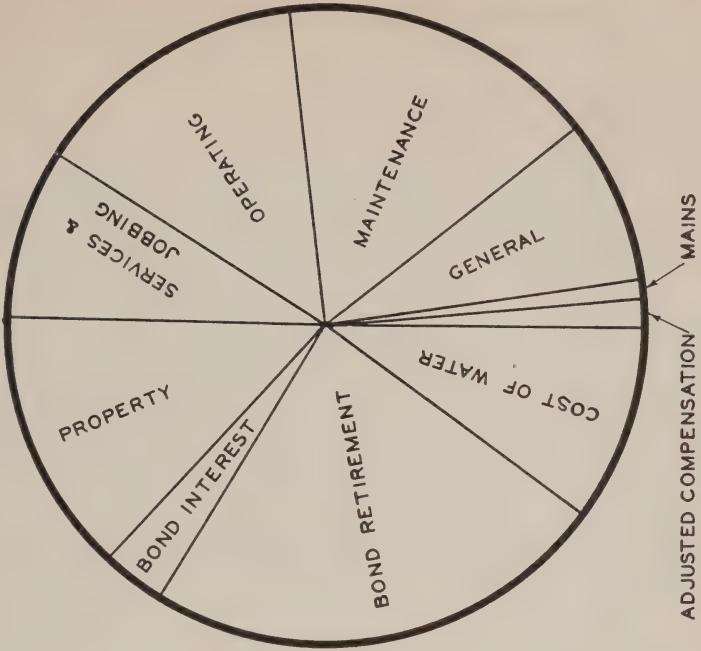 OPERATING
MAINTENANCE
SERVICES &
JOBBING
GENERAL
PROPERTY
COST OF WATER
BOND INTEREST
BOND RETIREMENT
MAINS
ADJUSTED COMPENSATION